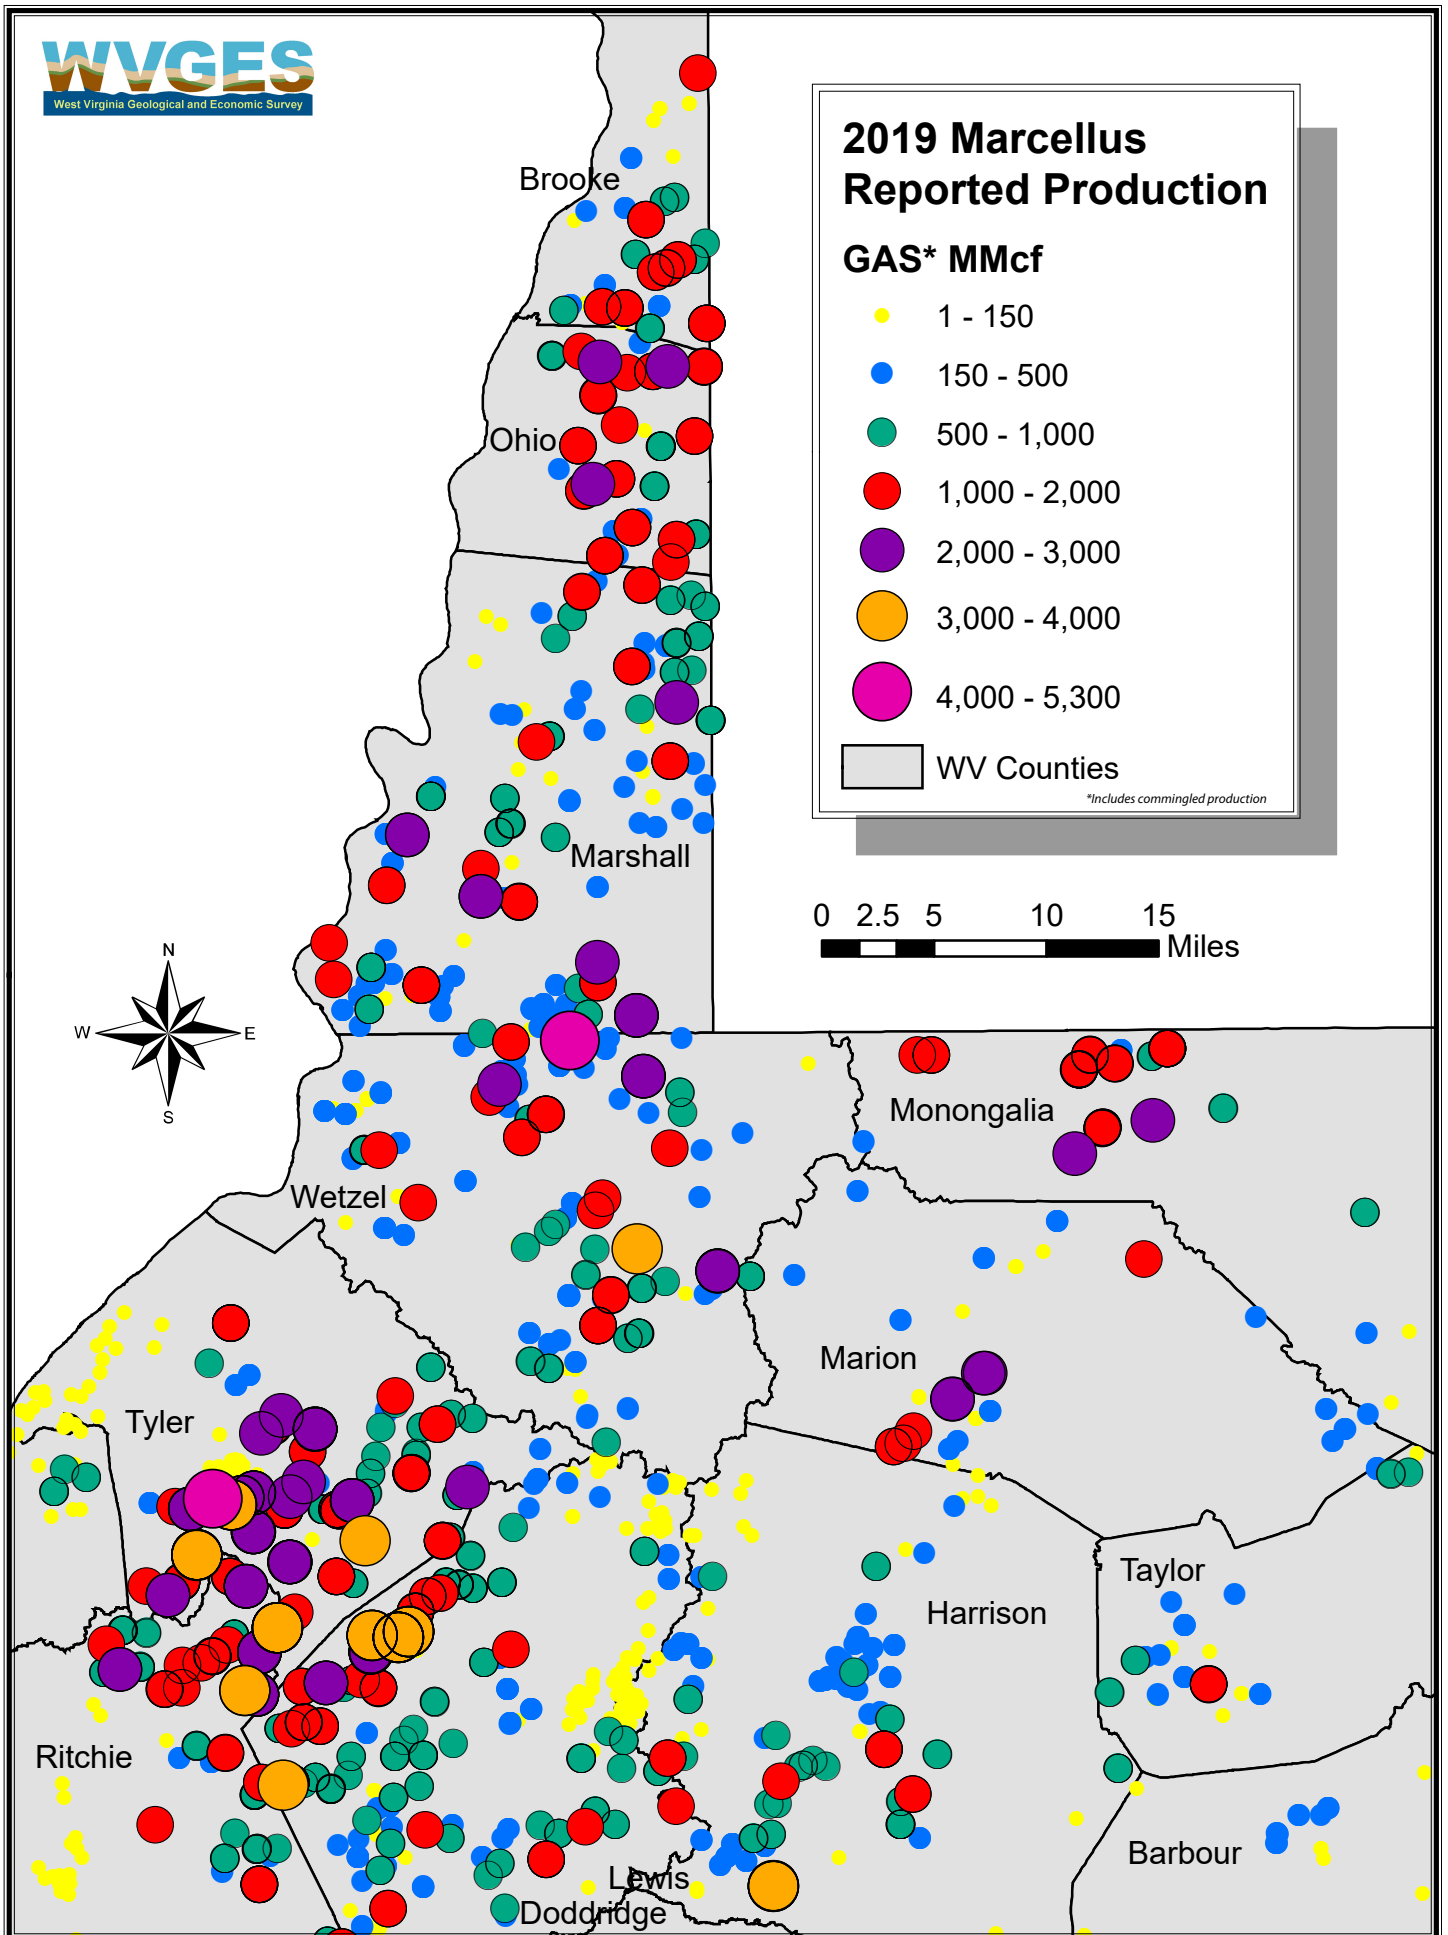 WVGES
West Virginia Geological and Economic Survey
2019 Marcellus
Reported Production
GAS* MMcf
1 - 150
150 - 500
500 - 1,000
1,000 - 2,000
2,000 - 3,000
3,000 - 4,000
4,000 - 5,300
WV Counties
*Includes commingled production
0 2.5 5 10 15
Miles
N
W E
S
Brooke
Ohio
Marshall
Monongalia
Wetzel
Marion
Tyler
Taylor
Harrison
Ritchie
Barbour
Lewis
Doddridge